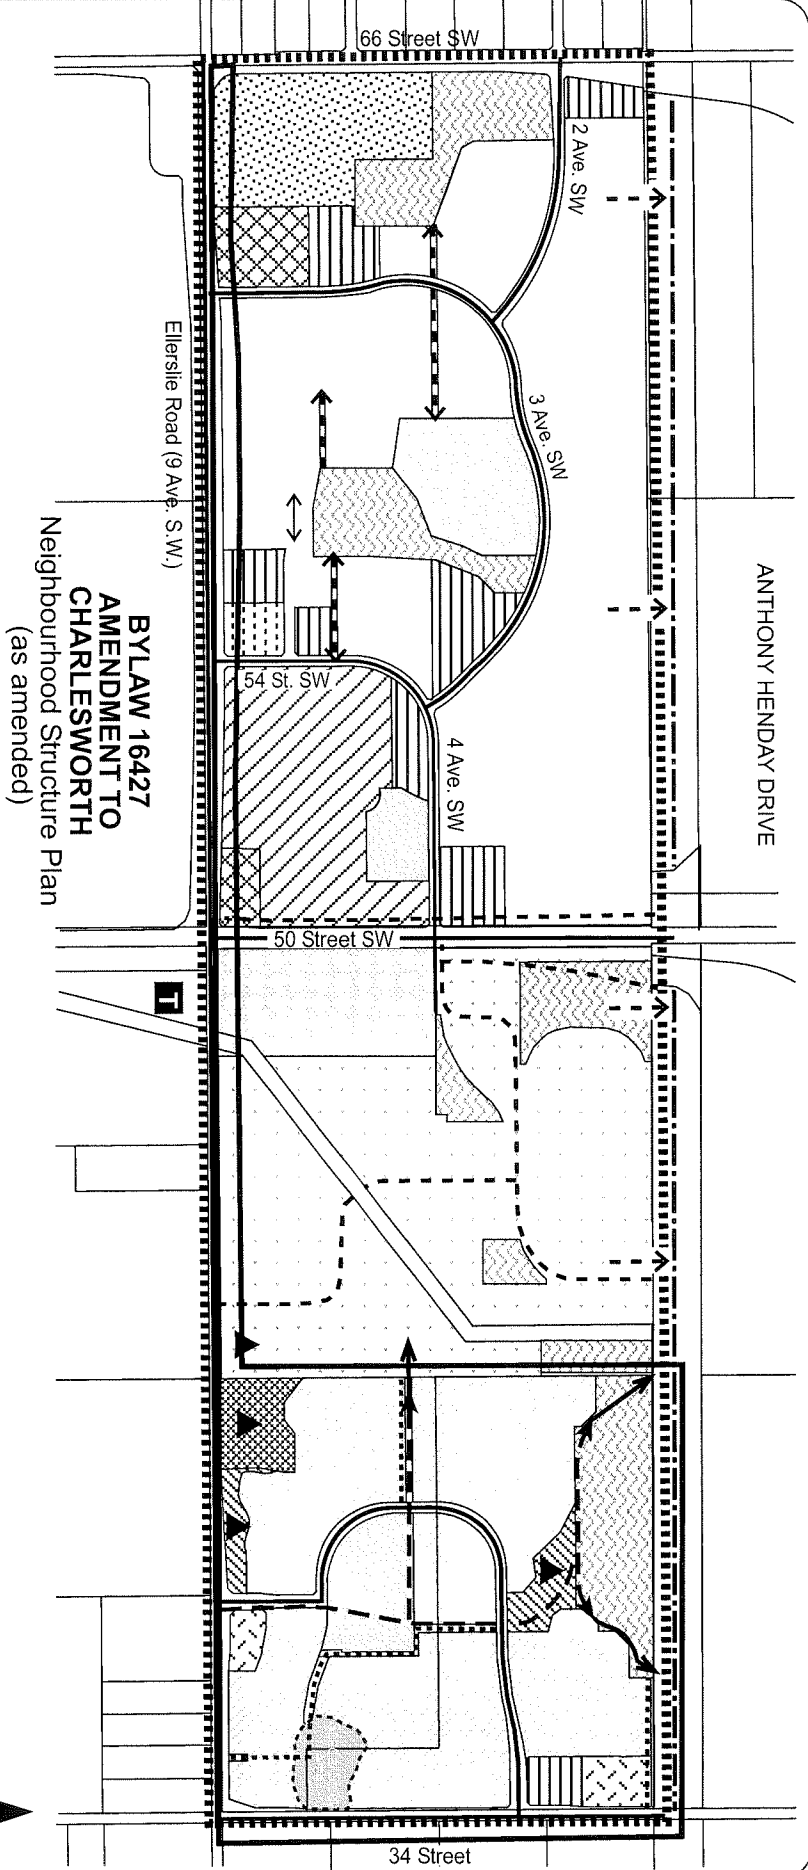 66 Street SW
2 Ave. SW
3 Ave. SW
Ellerslie Road (9 Ave. S.W.)
ANTHONY HENDAY DRIVE
BYLAW 16427
AMENDMENT TO
CHARLESWORTH
Neighbourhood Structure Plan
(as amended)
54 St. SW
4 Ave. SW
50 Street SW
T
34 Street